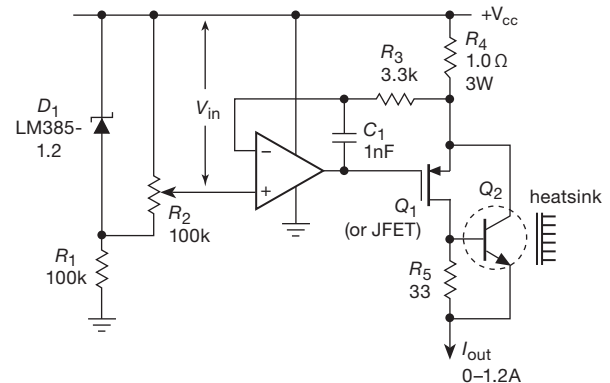 +Vcc
R4
1.0 Ω
3W
R3
3.3k
D1
LM385-
1.2
Vin
C1
1nF
−
+
Q2
heatsink
Q1
(or JFET)
R2
100k
R1
100k
R5
33
Iout
0–1.2A